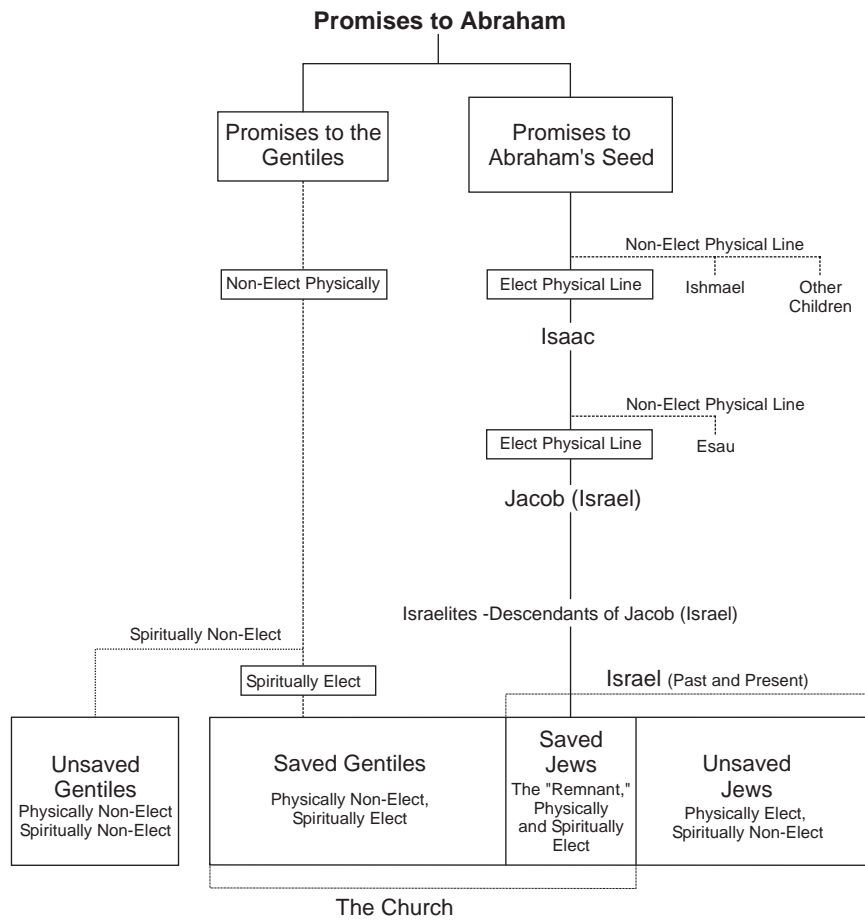 Promises to Abraham
Promises to the
Gentiles
Promises to
Abraham's Seed
Non-Elect Physical Line
Non-Elect Physically
Elect Physical Line
Ishmael
Other
Children
Isaac
Non-Elect Physical Line
Elect Physical Line
Esau
Jacob (Israel)
Israelites -Descendants of Jacob (Israel)
Spiritually Non-Elect
Spiritually Elect
Israel (Past and Present)
Unsaved
Gentiles
Physically Non-Elect
Spiritually Non-Elect
Saved Gentiles
Physically Non-Elect,
Spiritually Elect
Saved
Jews
The "Remnant,"
Physically
and Spiritually
Elect
Unsaved
Jews
Physically Elect,
Spiritually Non-Elect
The Church